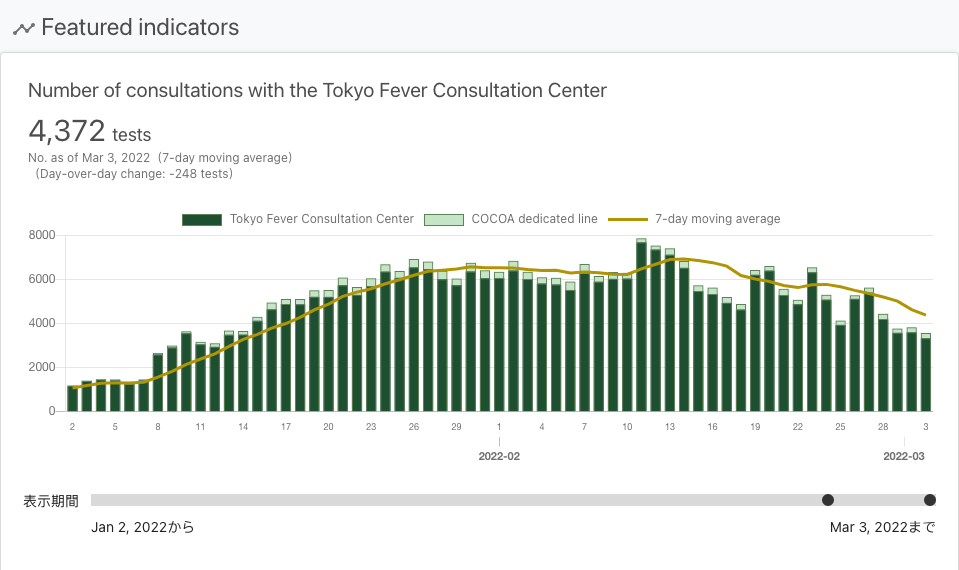 Featured indicators
Number of consultations with the Tokyo Fever Consultation Center
4,372 tests
No. as of Mar 3, 2022 (7-day moving average)
(Day-over-day change: -248 tests)
Tokyo Fever Consultation Center COCOA dedicated line 7-day moving average
8000
6000
4000
2000
0
2 5 8 11 14 17 20 23 26 29 1 4 7 10 13 16 19 22 25 28 3
2022-02 2022-03
表示期間
Jan 2, 2022から Mar 3, 2022まで